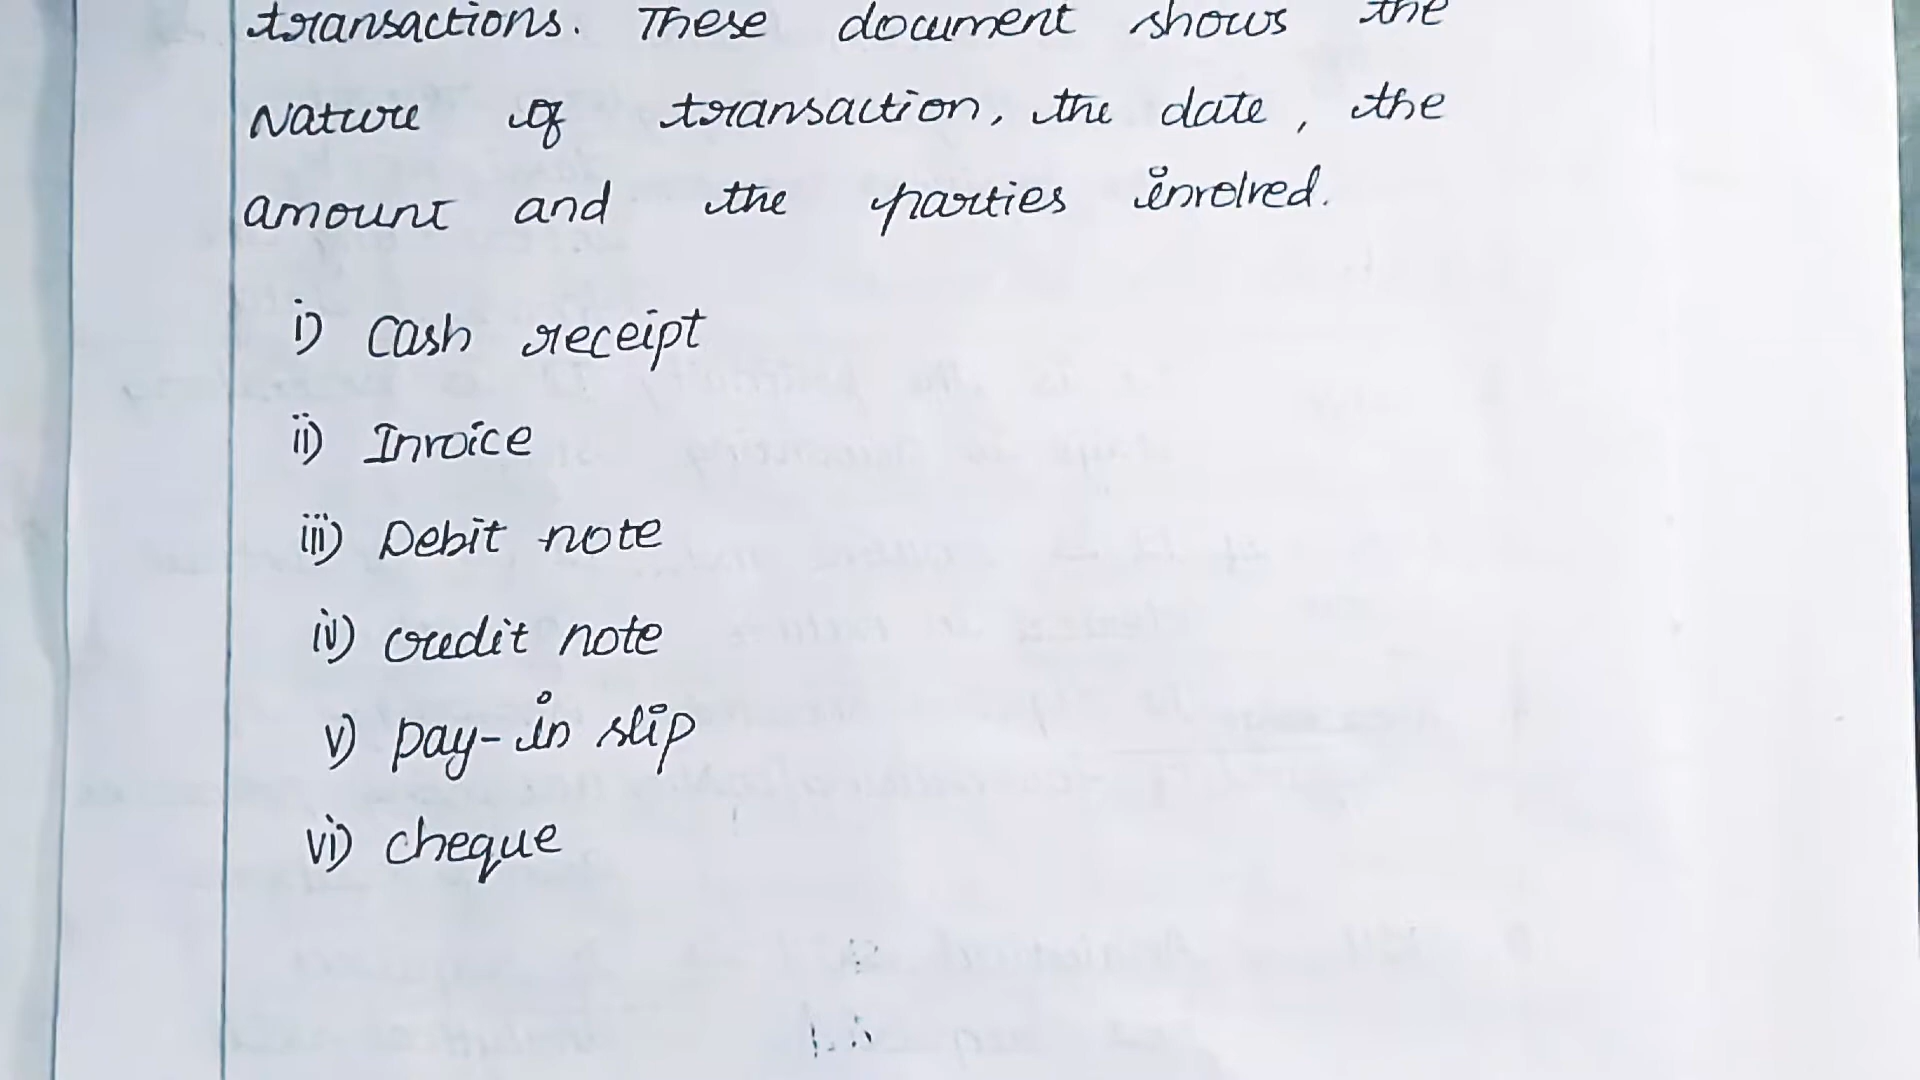 transactions. These document shows the
Nature of transaction, the date, the
amount and the parties involved.
i) Cash receipt
ii) Invoice
iii) Debit note
iv) credit note
v) pay-in slip
vi) cheque